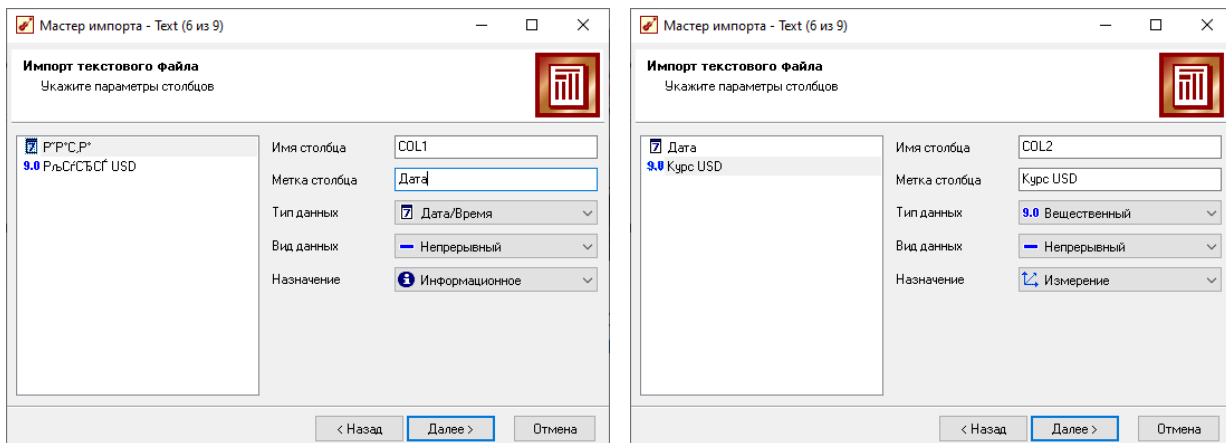 Мастер импорта - Text (6 из 9)
Импорт текстового файла
Укажите параметры столбцов
7 Р”Р°С‚Р°
9.0 РљСѓСЂСЃ USD
Имя столбца COL1
Метка столбца Дата
Тип данных 7 Дата/Время
Вид данных Непрерывный
Назначение Информационное
< Назад Далее > Отмена
Мастер импорта - Text (6 из 9)
Импорт текстового файла
Укажите параметры столбцов
7 Дата
9.0 Курс USD
Имя столбца COL2
Метка столбца Курс USD
Тип данных 9.0 Вещественный
Вид данных Непрерывный
Назначение Измерение
< Назад Далее > Отмена